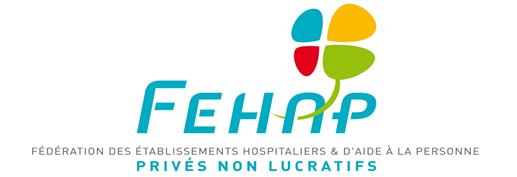 FEHAP
FÉDÉRATION DES ÉTABLISSEMENTS HOSPITALIERS & D'AIDE À LA PERSONNE
PRIVÉS NON LUCRATIFS